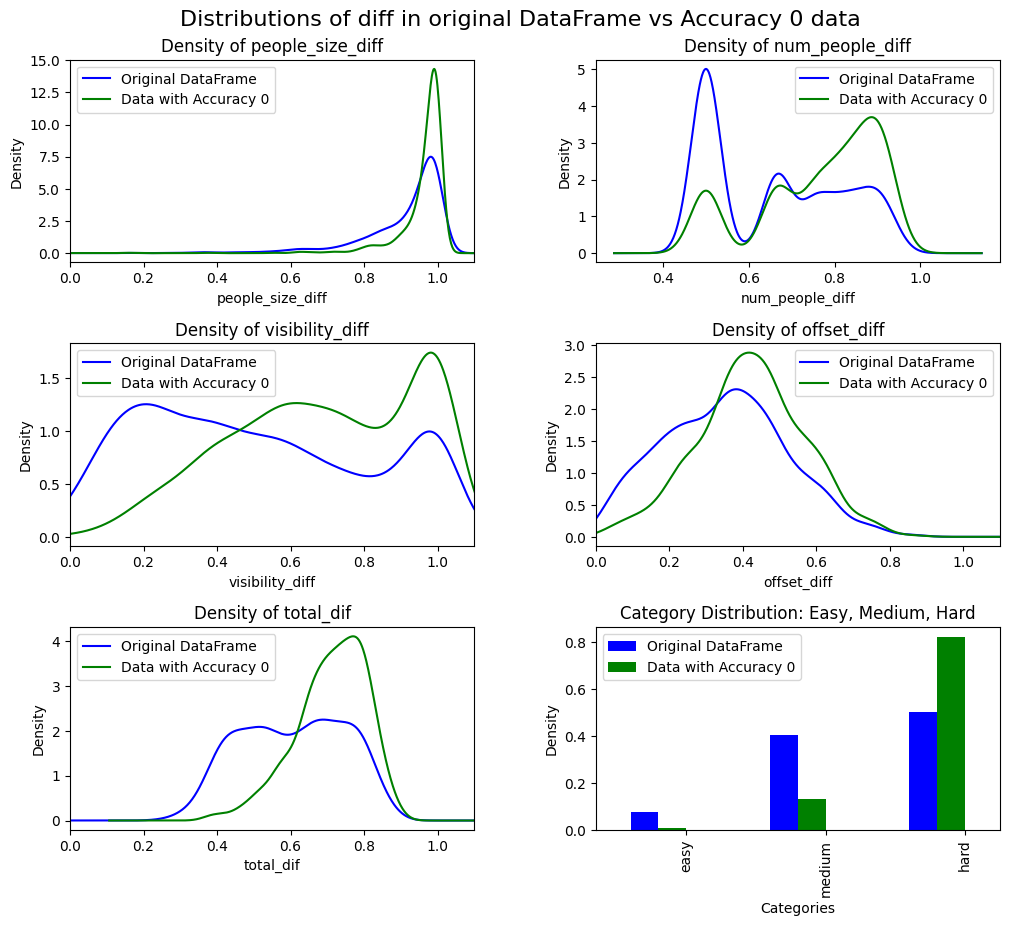 Distributions of diff in original DataFrame vs Accuracy 0 data
Density of people_size_diff
15.0
12.5
10.0
7.5
5.0
2.5
0.0
Density
Original DataFrame
Data with Accuracy 0
0.0 0.2 0.4 0.6 0.8 1.0
people_size_diff
Density of num_people_diff
5
4
3
2
1
0
Density
Original DataFrame
Data with Accuracy 0
0.4 0.6 0.8 1.0
num_people_diff
Density of visibility_diff
1.5
1.0
0.5
0.0
Density
Original DataFrame
Data with Accuracy 0
0.0 0.2 0.4 0.6 0.8 1.0
visibility_diff
Density of offset_diff
3.0
2.5
2.0
1.5
1.0
0.5
0.0
Density
Original DataFrame
Data with Accuracy 0
0.0 0.2 0.4 0.6 0.8 1.0
offset_diff
Density of total_dif
4
3
2
1
0
Density
Original DataFrame
Data with Accuracy 0
0.0 0.2 0.4 0.6 0.8 1.0
total_dif
Category Distribution: Easy, Medium, Hard
0.8
0.6
0.4
0.2
0.0
Density
Original DataFrame
Data with Accuracy 0
easy
medium
hard
Categories